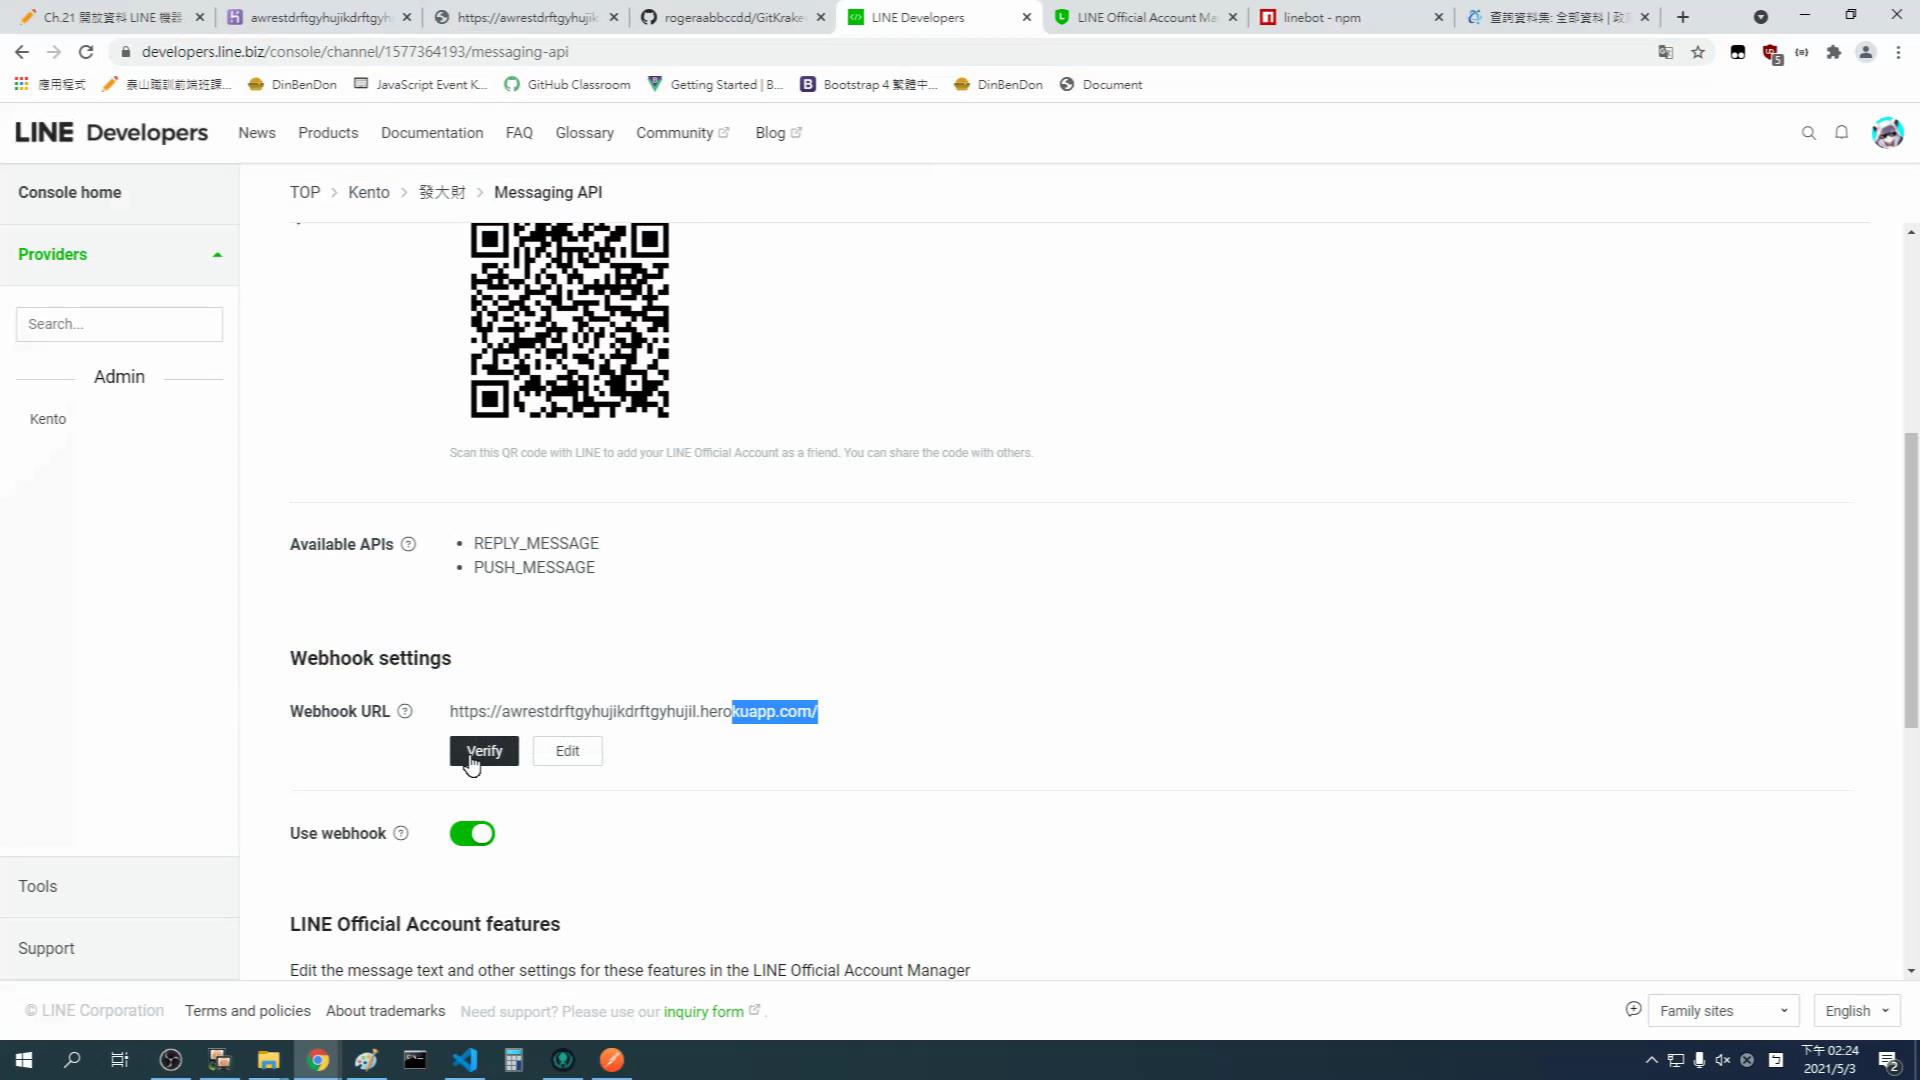 Ch.21 開放資料 LINE 機器
awrestdrftgyhujikdrftgyh
https://awrestdrftgyhujik
rogeraabbccdd/GitKrake
LINE Developers
LINE Official Account Ma
linebot - npm
查詢資料集: 全部資料 | 政
developers.line.biz/console/channel/1577364193/messaging-api
5
應用程式
泰山職訓前端班課...
DinBenDon
JavaScript Event K...
GitHub Classroom
Getting Started | B...
Bootstrap 4 繁體中...
DinBenDon
Document
LINE Developers
News
Products
Documentation
FAQ
Glossary
Community
Blog
Console home
Providers
Search...
Admin
Kento
Tools
Support
TOP > Kento > 發大財 > Messaging API
Scan this QR code with LINE to add your LINE Official Account as a friend. You can share the code with others.
Available APIs
• REPLY_MESSAGE
• PUSH_MESSAGE
Webhook settings
Webhook URL
https://awrestdrftgyhujikdrftgyhujil.herokuapp.com/
Verify
Edit
Use webhook
LINE Official Account features
Edit the message text and other settings for these features in the LINE Official Account Manager
© LINE Corporation
Terms and policies
About trademarks
Need support? Please use our inquiry form .
Family sites
English
下午 02:24
2021/5/3
2